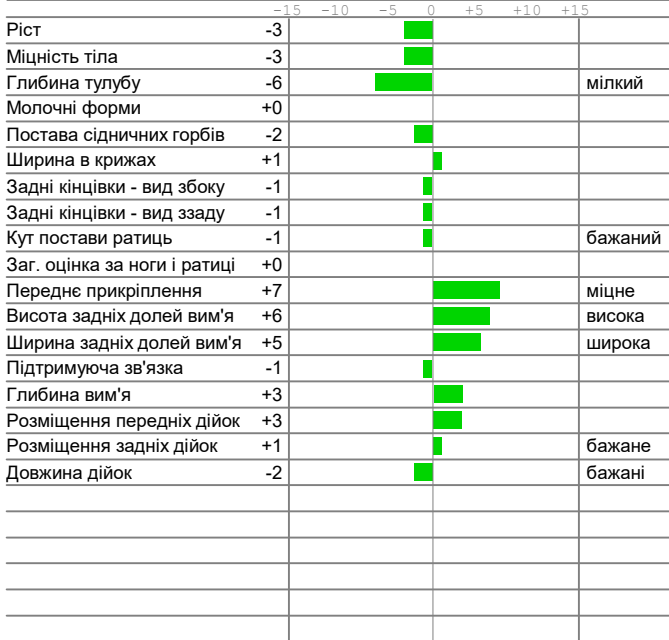 -15 -10 -5 0 +5 +10 +15
Ріст -3
Міцність тіла -3
Глибина тулубу -6 мілкий
Молочні форми +0
Постава сідничних горбів -2
Ширина в крижах +1
Задні кінцівки - вид збоку -1
Задні кінцівки - вид ззаду -1
Кут постави ратиць -1 бажаний
Заг. оцінка за ноги і ратиці +0
Переднє прикріплення +7 міцне
Висота задніх долей вим'я +6 висока
Ширина задніх долей вим'я +5 широка
Підтримуюча зв'язка -1
Глибина вим'я +3
Розміщення передніх дійок +3
Розміщення задніх дійок +1 бажане
Довжина дійок -2 бажані